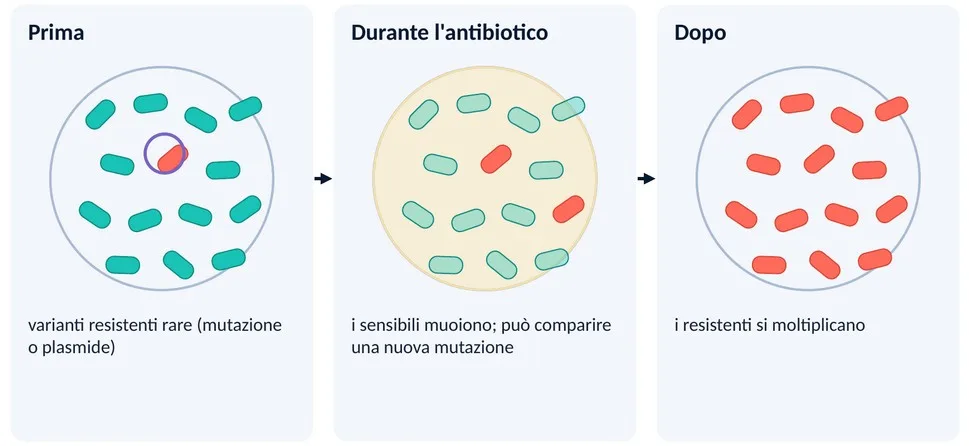 Prima
varianti resistenti rare (mutazione
o plasmide)
Durante l'antibiotico
i sensibili muoiono; può comparire
una nuova mutazione
Dopo
i resistenti si moltiplicano